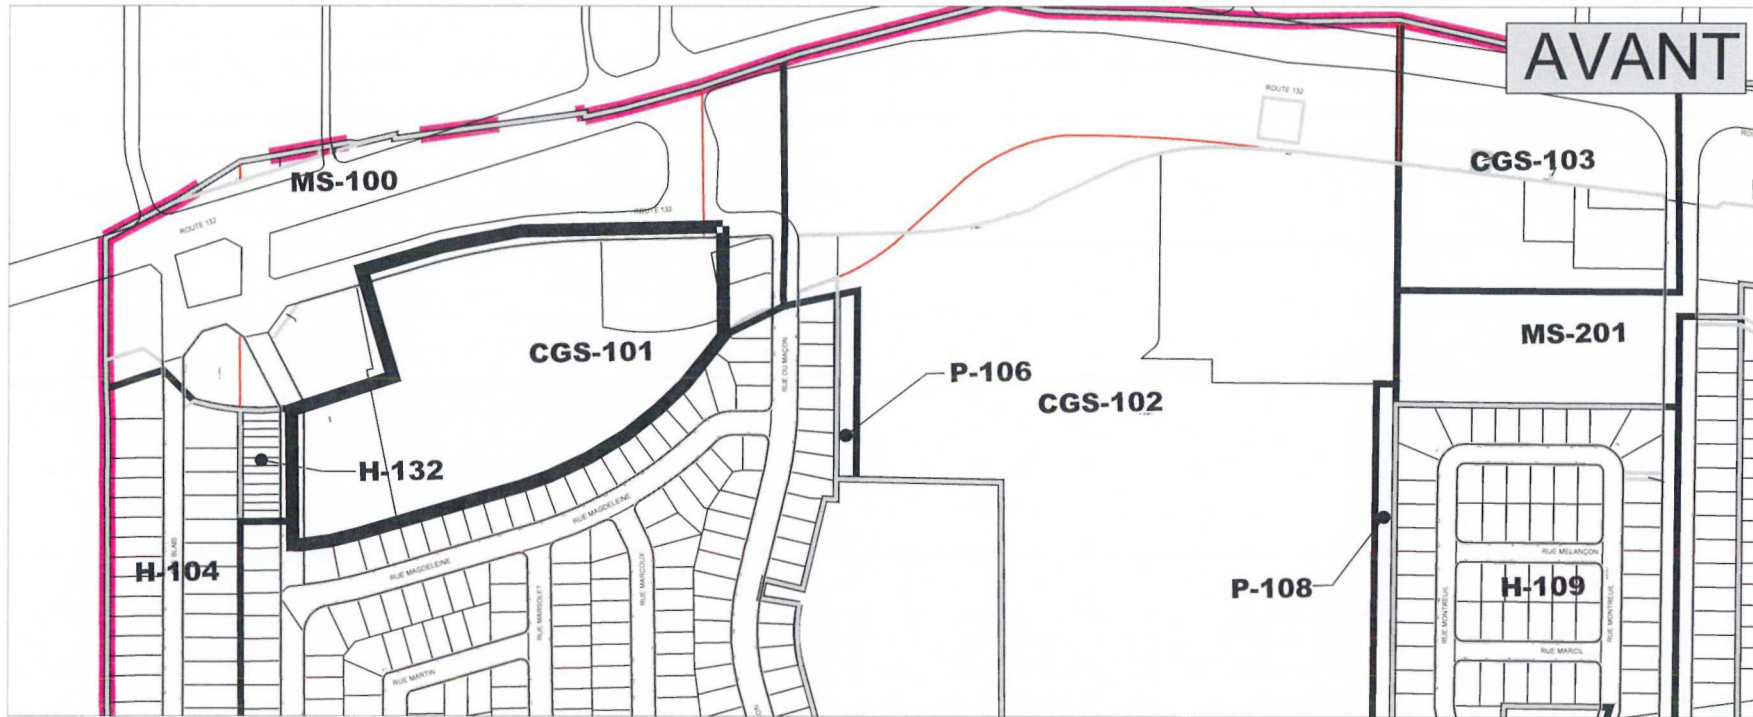 AVANT
ROUTE 132
CGS-103
MS-100
ROUTE 132
ROUTE 132
MS-201
CGS-101
RUE DU MAÇON
P-106
CGS-102
H-132
RUE MAGDELEINE
RUE MAGDELEINE
BLAIS
H-104
RUE MARCOUX
RUE MARSOLET
RUE MELANÇON
P-108
H-109
RUE MONTREUIL
RUE MONTREUIL
RUE MARCIL
RUE MARTIN